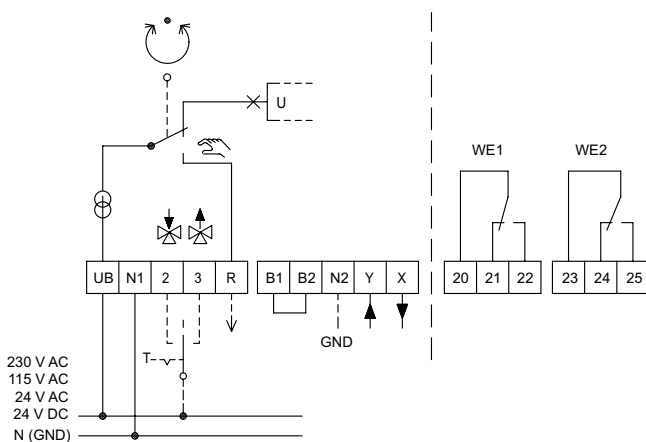 U
WE1 WE2
UB N1 2 3 R B1 B2 N2 Y X 20 21 22 23 24 25
GND
T
230 V AC
115 V AC
24 V AC
24 V DC
N (GND)